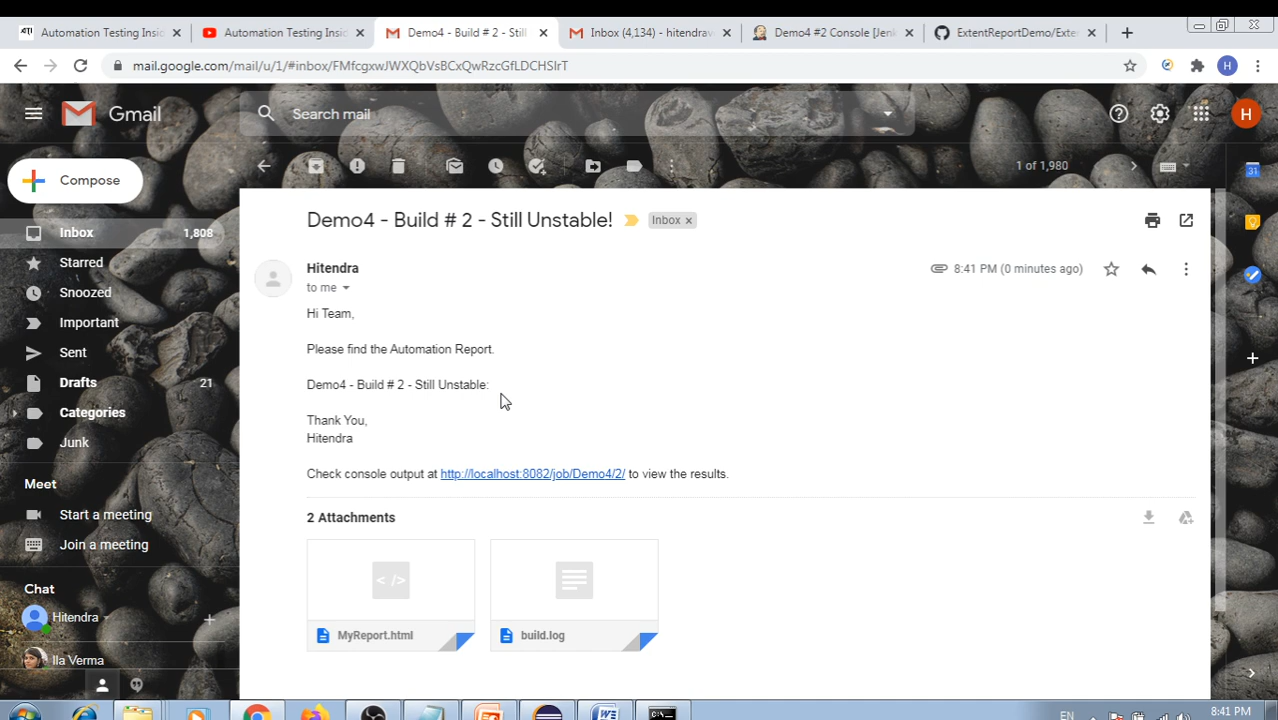 Automation Testing Insi
Automation Testing Insi
Demo4 - Build # 2 - Still
Inbox (4,134) - hitendrav
Demo4 #2 Console [Jenk
ExtentReportDemo/Exte
mail.google.com/mail/u/1/#inbox/FMfcgxwJWXQbVsBCxQwRzcGfLDCHSlrT
H
Gmail
Search mail
H
Compose
1 of 1,980
31
Demo4 - Build # 2 - Still Unstable!
Inbox ×
Inbox 1,808
Starred
Snoozed
Important
Sent
Drafts 21
Categories
Junk
Meet
Start a meeting
Join a meeting
Chat
Hitendra
Ila Verma
Hitendra
8:41 PM (0 minutes ago)
to me
Hi Team,
Please find the Automation Report.
Demo4 - Build # 2 - Still Unstable:
Thank You,
Hitendra
Check console output at http://localhost:8082/job/Demo4/2/ to view the results.
2 Attachments
MyReport.html
build.log
EN
8:41 PM